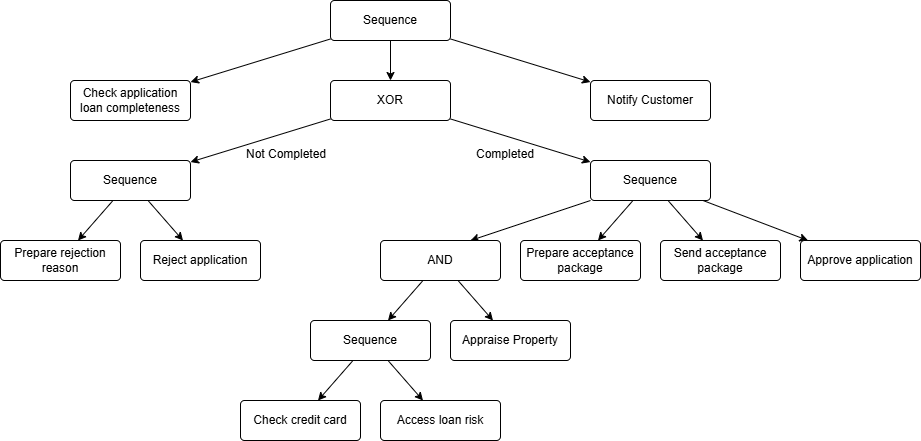 Sequence
Check application
loan completeness
XOR
Notify Customer
Not Completed
Completed
Sequence
Sequence
Prepare rejection
reason
Reject application
AND
Prepare acceptance
package
Send acceptance
package
Approve application
Sequence
Appraise Property
Check credit card
Access loan risk